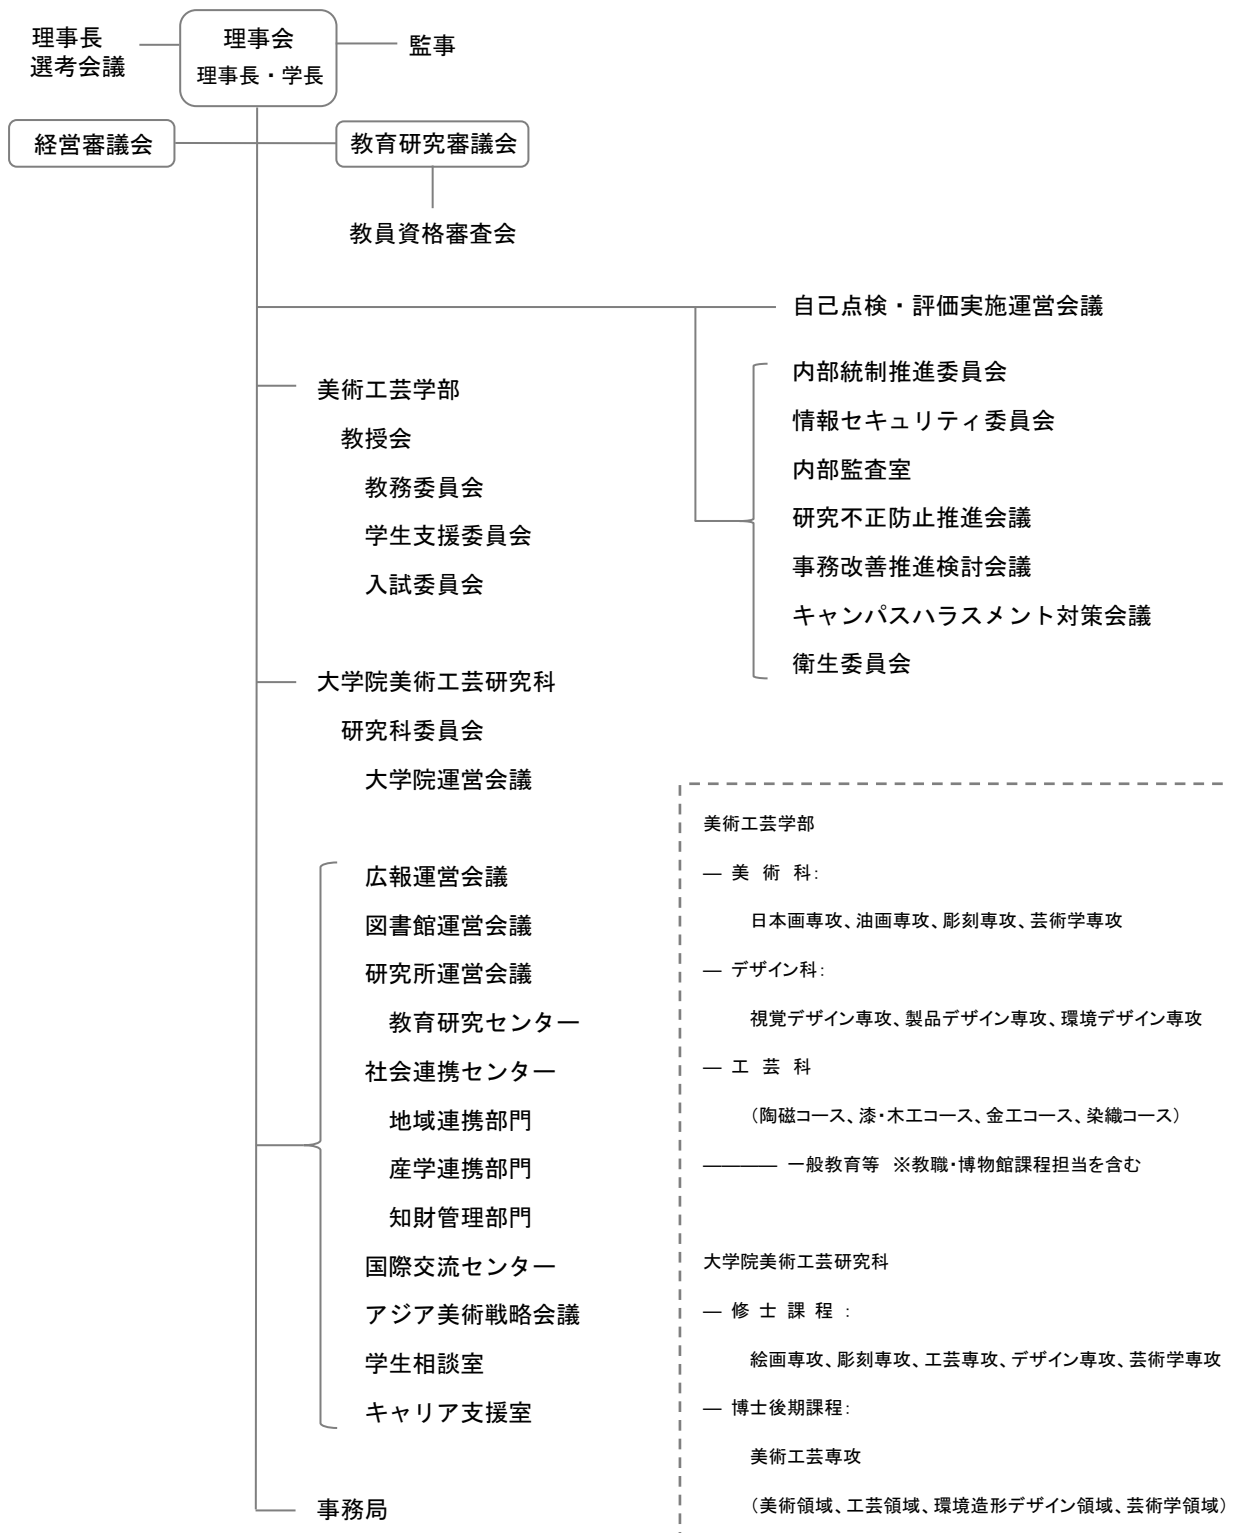 理事長
選考会議
理事会
理事長・学長
監事
経営審議会
教育研究審議会
教員資格審査会
自己点検・評価実施運営会議
内部統制推進委員会
情報セキュリティ委員会
内部監査室
研究不正防止推進会議
事務改善推進検討会議
キャンパスハラスメント対策会議
衛生委員会
美術工芸学部
教授会
教務委員会
学生支援委員会
入試委員会
大学院美術工芸研究科
研究科委員会
大学院運営会議
広報運営会議
図書館運営会議
研究所運営会議
教育研究センター
社会連携センター
地域連携部門
産学連携部門
知財管理部門
国際交流センター
アジア美術戦略会議
学生相談室
キャリア支援室
事務局
美術工芸学部
― 美 術 科:
日本画専攻、油画専攻、彫刻専攻、芸術学専攻
― デザイン科:
視覚デザイン専攻、製品デザイン専攻、環境デザイン専攻
― 工 芸 科
(陶磁コース、漆・木工コース、金工コース、染織コース)
―――― 一般教育等 ※教職・博物館課程担当を含む
大学院美術工芸研究科
― 修 士 課 程 :
絵画専攻、彫刻専攻、工芸専攻、デザイン専攻、芸術学専攻
― 博士後期課程:
美術工芸専攻
(美術領域、工芸領域、環境造形デザイン領域、芸術学領域)